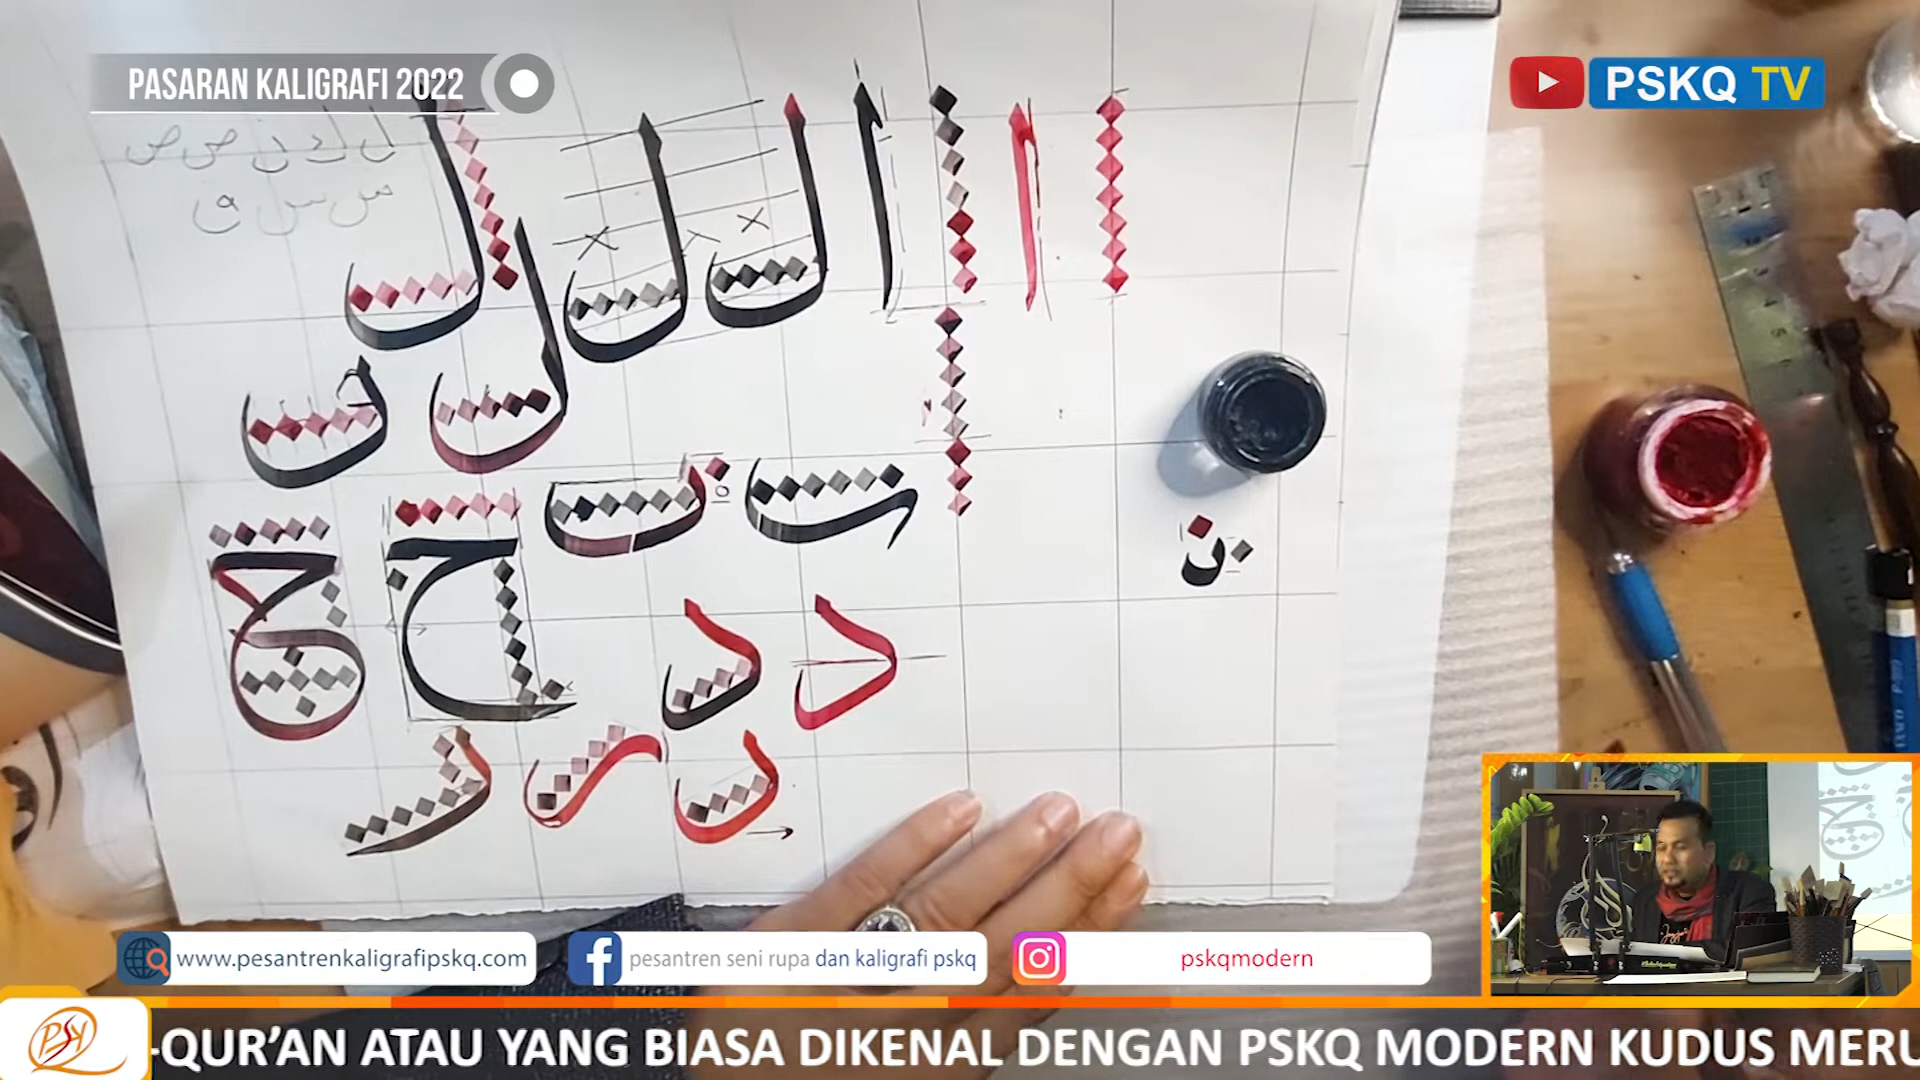 PASARAN KALIGRAFI 2022
PSKQ TV
ل ك ن ص ص
س س ق
ا ا ل ل ل
ل ن
ت ت ح ج
د د
ر ر ر
ن
www.pesantrenkaligrafipskq.com
pesantren seni rupa dan kaligrafi pskq
pskqmodern
-QUR'AN ATAU YANG BIASA DIKENAL DENGAN PSKQ MODERN KUDUS MERU